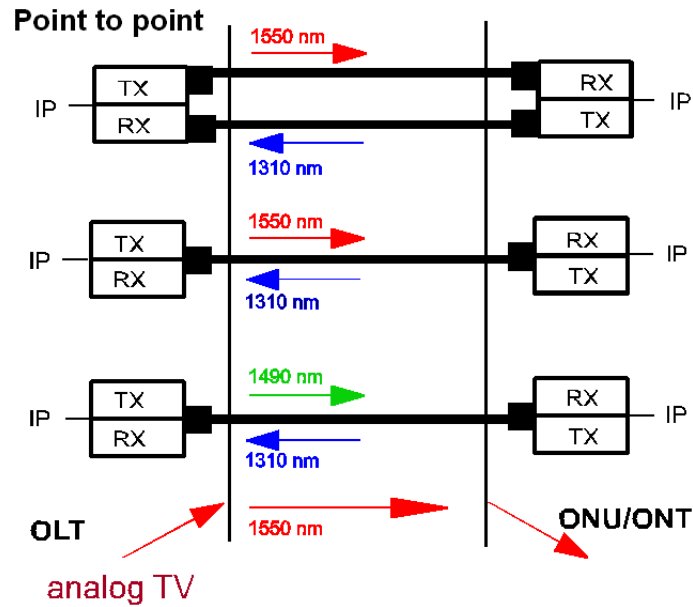 Point to point
1550 nm
TX
RX
IP
IP
RX
TX
1310 nm
1550 nm
TX
RX
IP
IP
RX
TX
1310 nm
1490 nm
TX
RX
IP
IP
RX
TX
1310 nm
OLT
1550 nm
ONU/ONT
analog TV